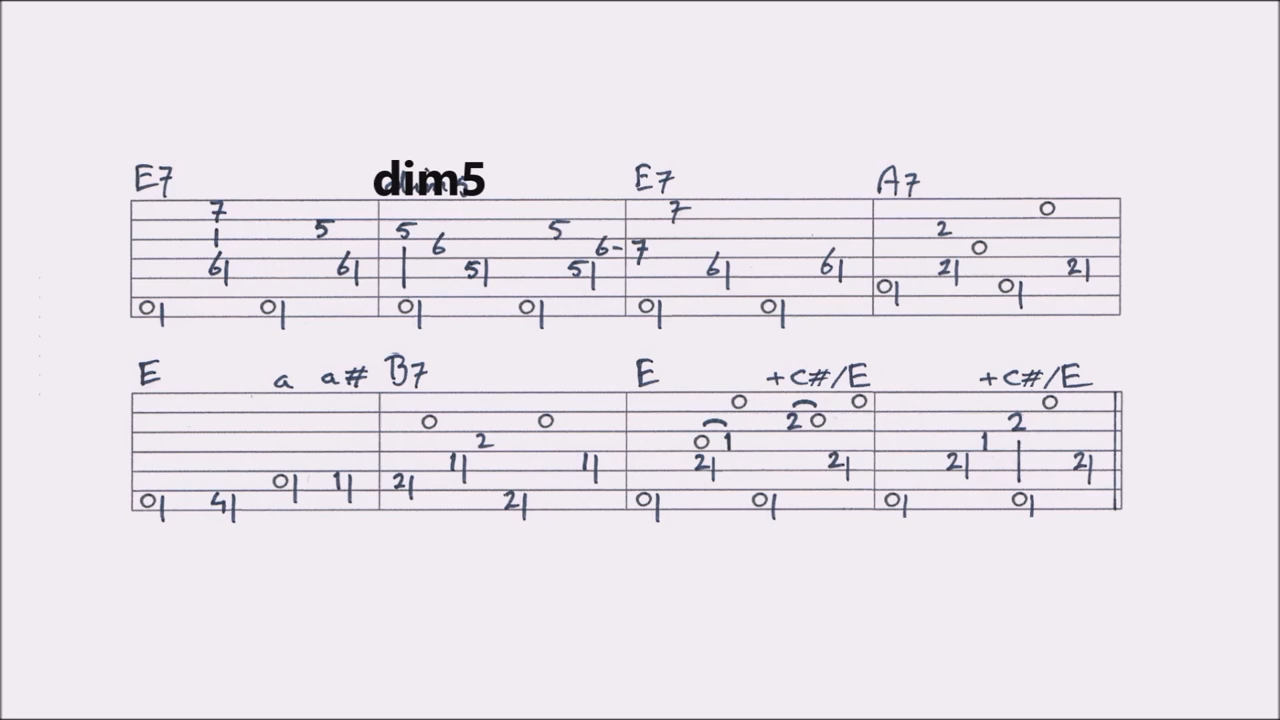 E7 dim5 E7 A7
7 7 0
5 5 5 2
6 6- 7 0
6 6 5 5 6 6 2 2
0 0
0 0 0 0 0 0
E a a# B7 E +c#/E +c#/E
0 0 0
0 0 2 0 2
2 0 1 1
1 1 2 2 2 2
0 1 2
0 4 2 0 0 0 0